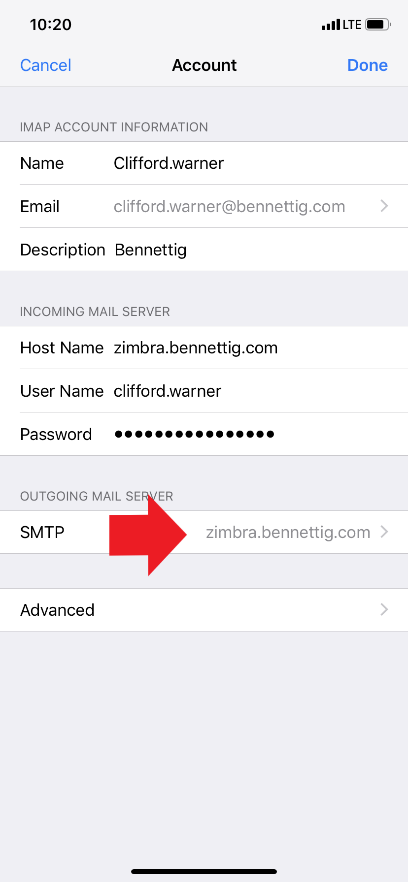 10:20 LTE
Cancel Account Done
IMAP ACCOUNT INFORMATION
Name Clifford.warner
Email clifford.warner@bennettig.com
Description Bennettig
INCOMING MAIL SERVER
Host Name zimbra.bennettig.com
User Name clifford.warner
Password ●●●●●●●●●●●●●●●●
OUTGOING MAIL SERVER
SMTP zimbra.bennettig.com
Advanced